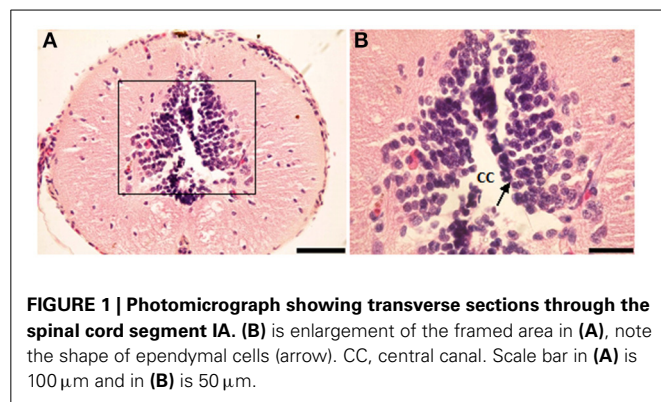 A
B
CC
FIGURE 1 | Photomicrograph showing transverse sections through the
spinal cord segment IA. (B) is enlargement of the framed area in (A), note
the shape of ependymal cells (arrow). CC, central canal. Scale bar in (A) is
100 μm and in (B) is 50 μm.